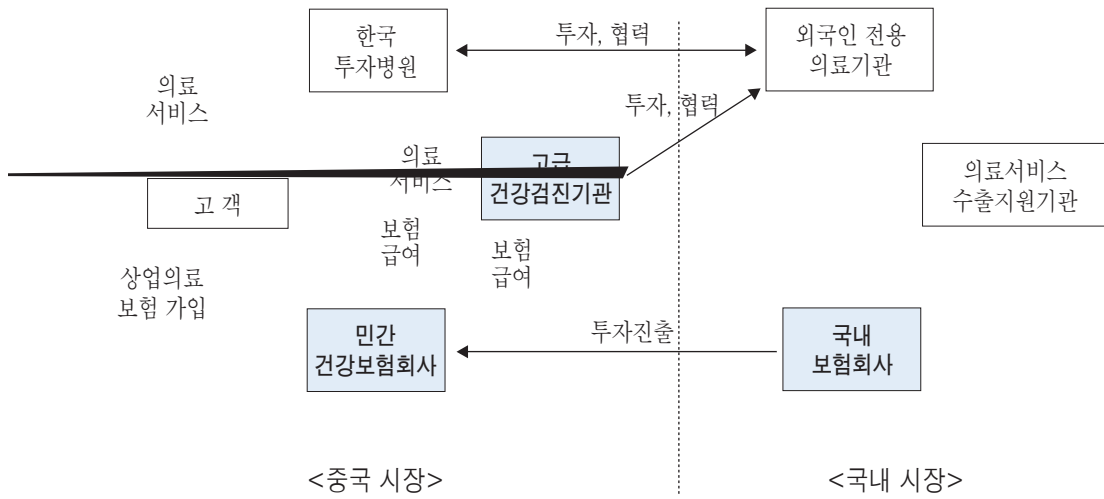 한국
투자병원
투자, 협력
외국인 전용
의료기관
의료
서비스
투자, 협력
의료
서비스
고급
건강검진기관
의료서비스
수출지원기관
고 객
보험
급여
보험
급여
상업의료
보험 가입
민간
건강보험회사
투자진출
국내
보험회사
<중국 시장>
<국내 시장>